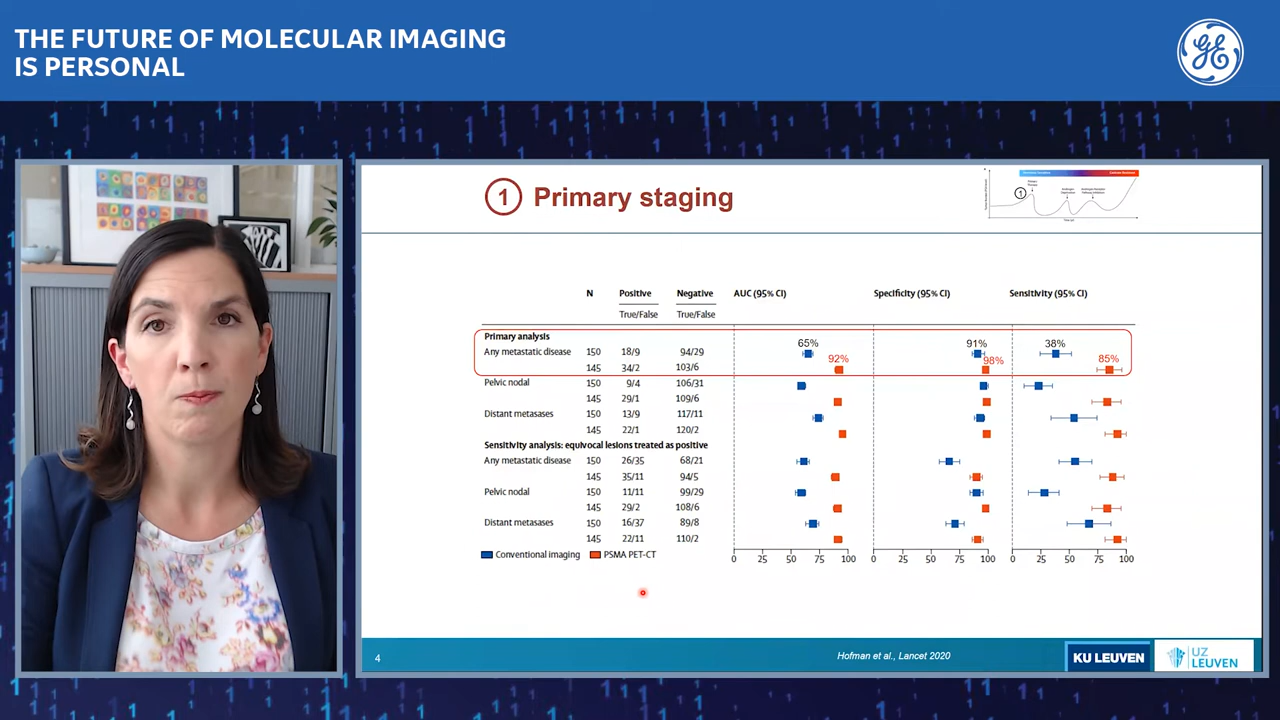 THE FUTURE OF MOLECULAR IMAGING
IS PERSONAL
GE
1 Primary staging
1
N Positive Negative AUC (95% CI) Specificity (95% CI) Sensitivity (95% CI)
True/False True/False
Primary analysis
65% 91% 38%
Any metastatic disease 150 18/9 94/29
92% 98% 85%
145 34/2 103/6
Pelvic nodal 150 9/4 106/31
145 29/1 109/6
Distant metasases 150 13/9 117/11
145 22/1 120/2
Sensitivity analysis: equivocal lesions treated as positive
Any metastatic disease 150 26/35 68/21
145 35/11 94/5
Pelvic nodal 150 11/11 99/29
145 29/2 108/6
Distant metasases 150 16/37 89/8
145 22/11 110/2
Conventional imaging PSMA PET-CT
0 25 50 75 100 0 25 50 75 100 0 25 50 75 100
4 Hofman et al., Lancet 2020 KU LEUVEN UZ
LEUVEN